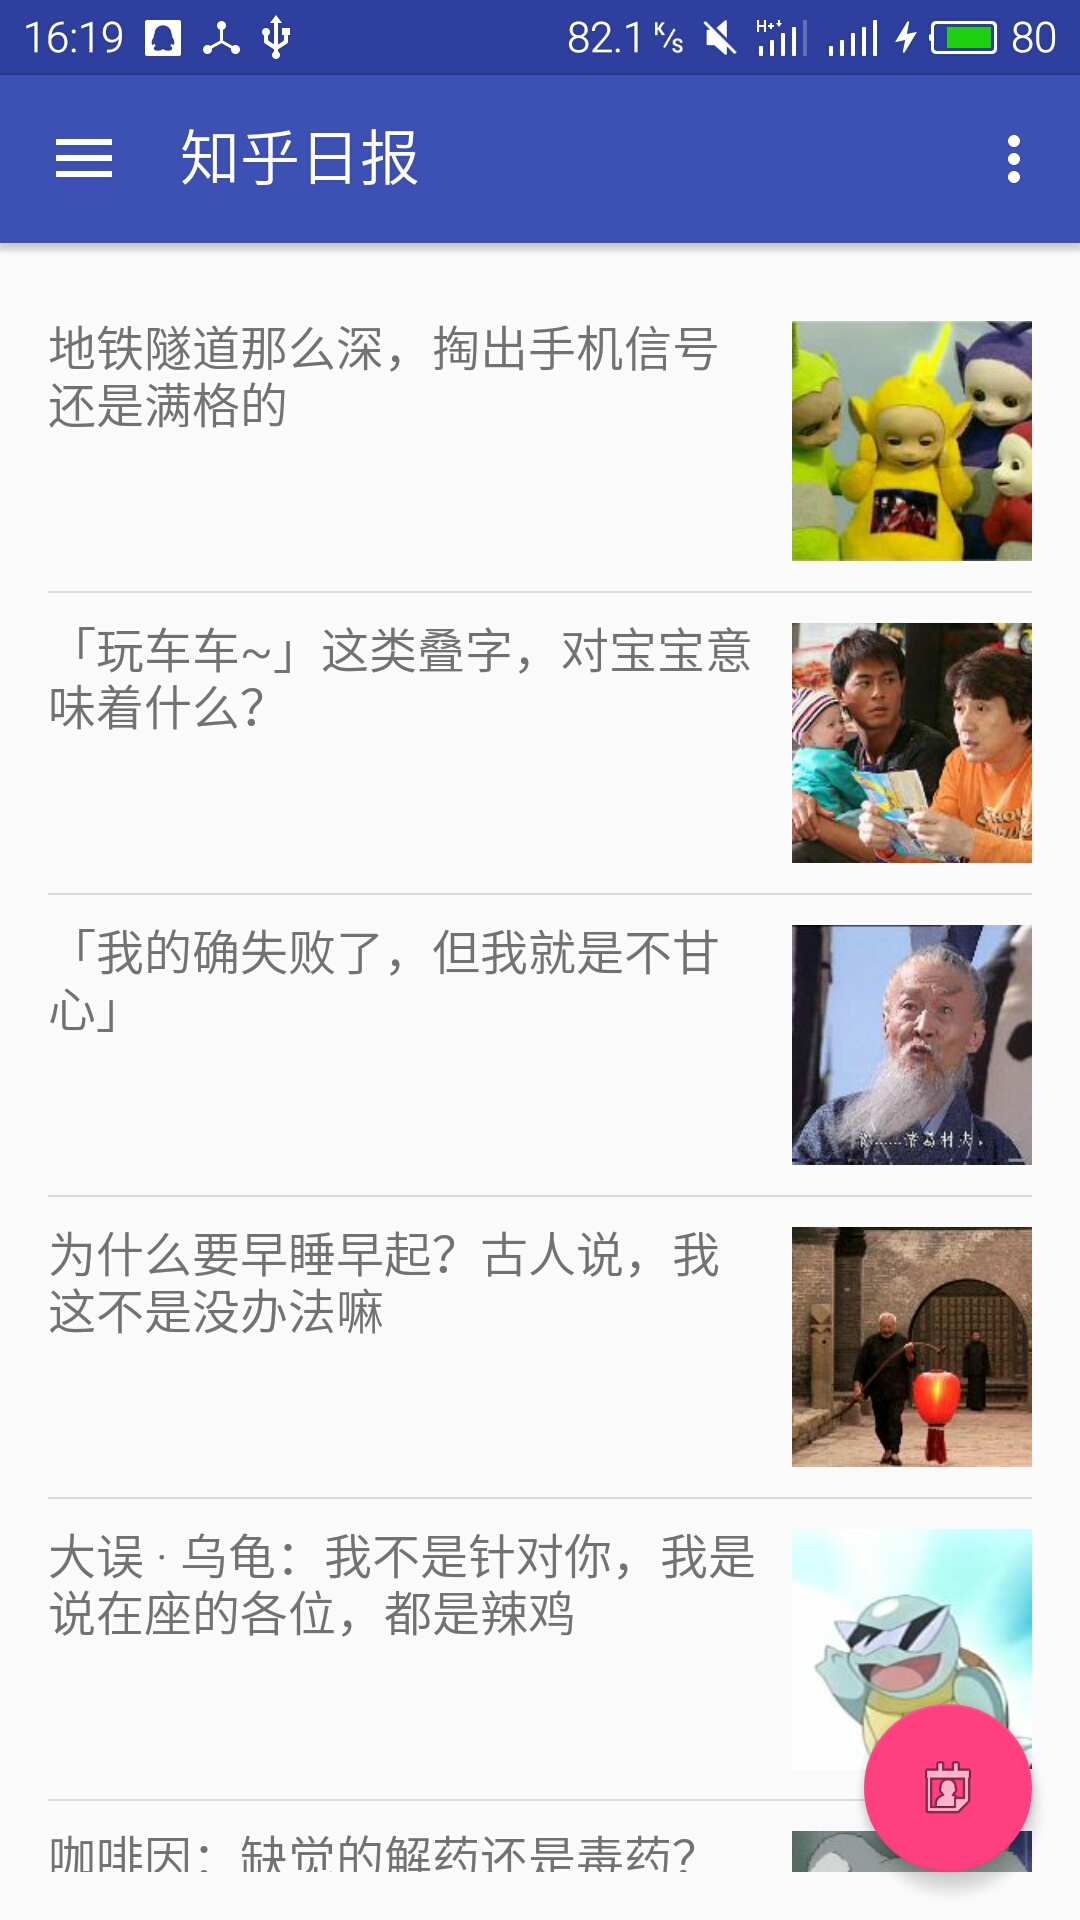 16:19
82.1 K/s
H+
80
知乎日报
地铁隧道那么深，掏出手机信号
还是满格的
「玩车车~」这类叠字，对宝宝意
味着什么？
「我的确失败了，但我就是不甘
心」
为什么要早睡早起？古人说，我
这不是没办法嘛
大误 · 乌龟：我不是针对你，我是
说在座的各位，都是辣鸡
咖啡因：缺觉的解药还是毒药？